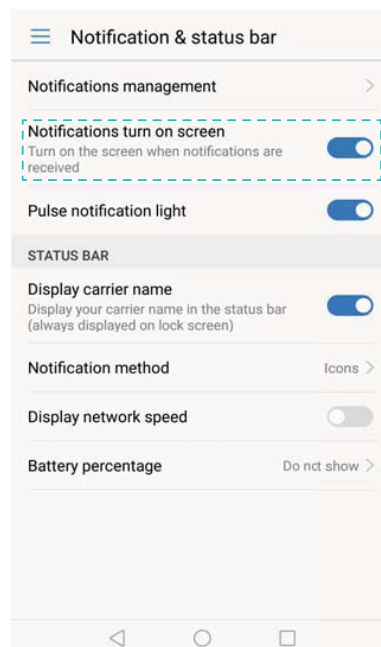 Notification & status bar
Notifications management
Notifications turn on screen
Turn on the screen when notifications are
received
Pulse notification light
STATUS BAR
Display carrier name
Display your carrier name in the status bar
(always displayed on lock screen)
Notification method Icons
Display network speed
Battery percentage Do not show